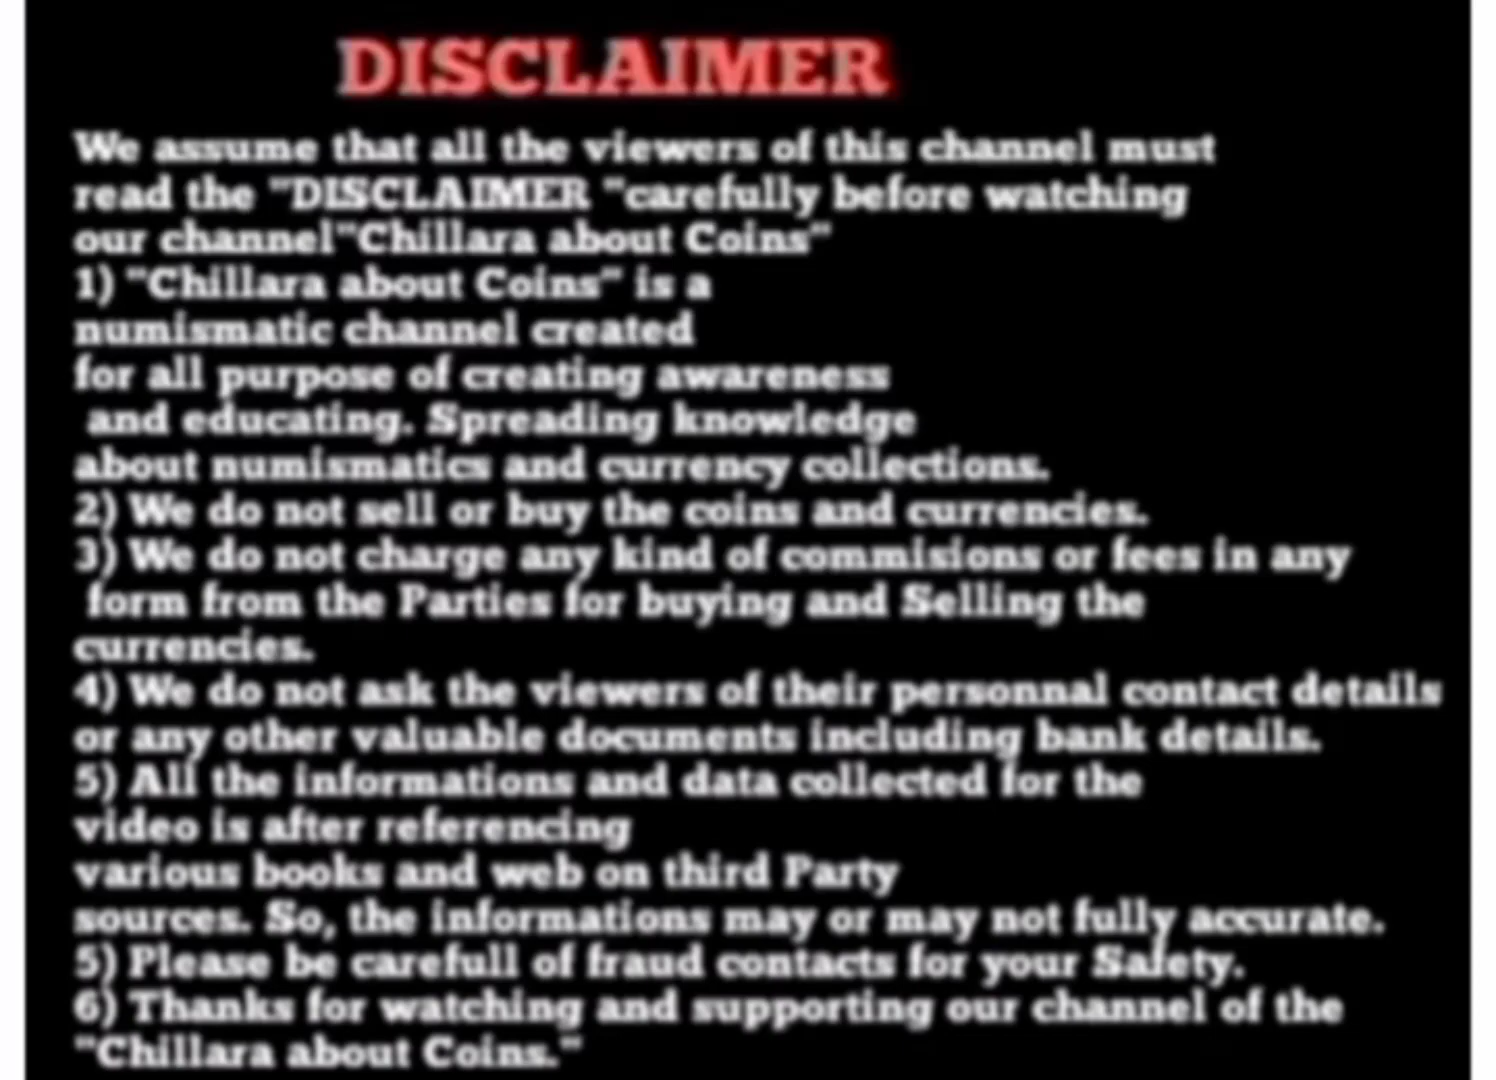 DISCLAIMER
We assume that all the viewers of this channel must
read the "DISCLAIMER "carefully before watching
our channel"Chillara about Coins"
1) "Chillara about Coins" is a
numismatic channel created
for all purpose of creating awareness
and educating. Spreading knowledge
about numismatics and currency collections.
2) We do not sell or buy the coins and currencies.
3) We do not charge any kind of commisions or fees in any
form from the Parties for buying and Selling the
currencies.
4) We do not ask the viewers of their personnal contact details
or any other valuable documents including bank details.
5) All the informations and data collected for the
video is after referencing
various books and web on third Party
sources. So, the informations may or may not fully accurate.
5) Please be carefull of fraud contacts for your Safety.
6) Thanks for watching and supporting our channel of the
"Chillara about Coins."